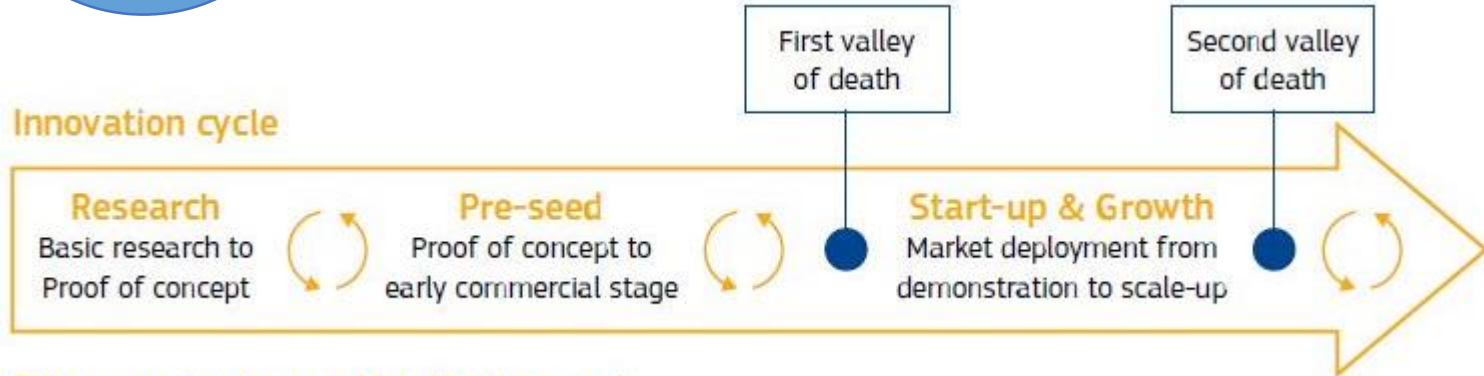 First valley
of death
Second valley
of death
Innovation cycle
Research
Basic research to
Proof of concept
Pre-seed
Proof of concept to
early commercial stage
Start-up & Growth
Market deployment from
demonstration to scale-up